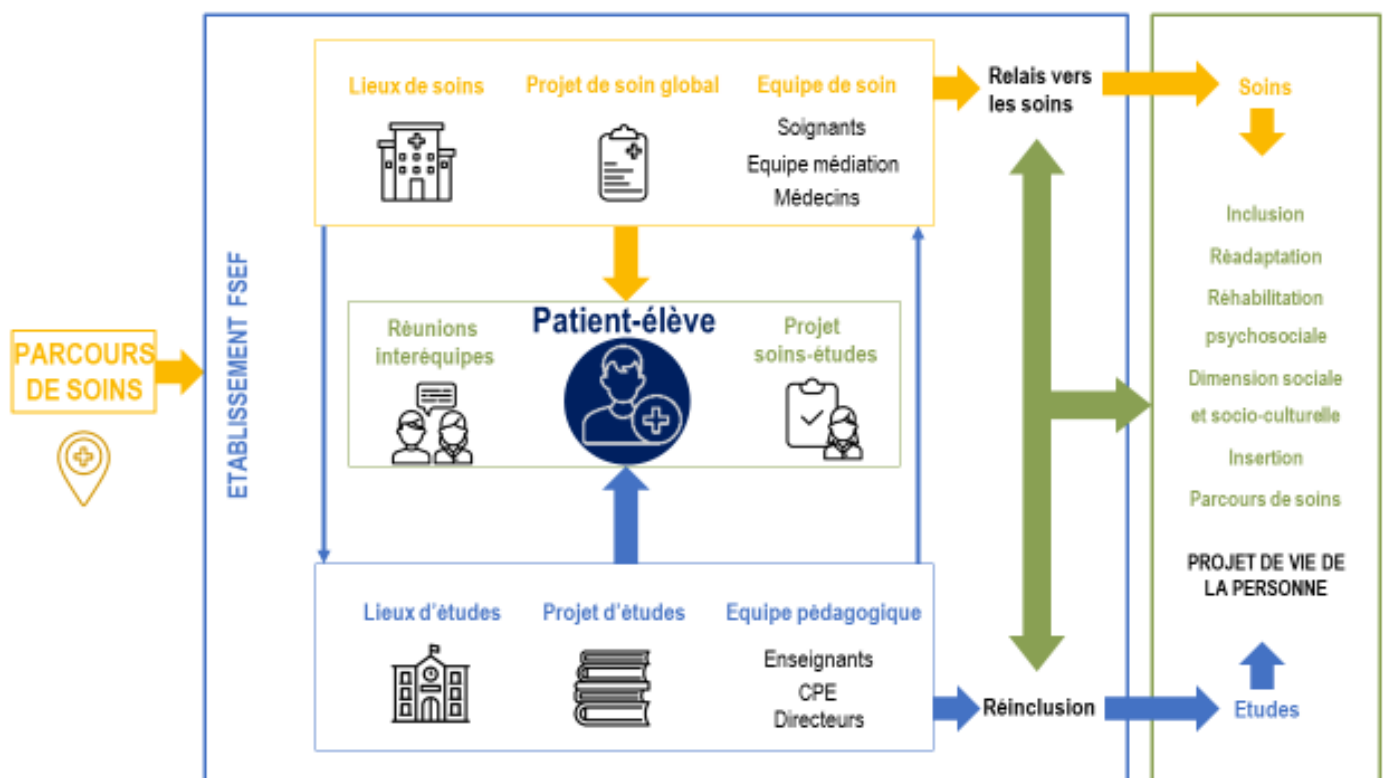 PARCOURS
DE SOINS
ETABLISSEMENT FSEF
Lieux de soins
Projet de soin global
Equipe de soin
Soignants
Equipe médiation
Médecins
Réunions
interéquipes
Patient-élève
Projet
soins-études
Lieux d'études
Projet d'études
Equipe pédagogique
Enseignants
CPE
Directeurs
Relais vers
les soins
Réinclusion
Soins
Inclusion
Réadaptation
Réhabilitation
psychosociale
Dimension sociale
et socio-culturelle
Insertion
Parcours de soins
PROJET DE VIE DE
LA PERSONNE
Etudes